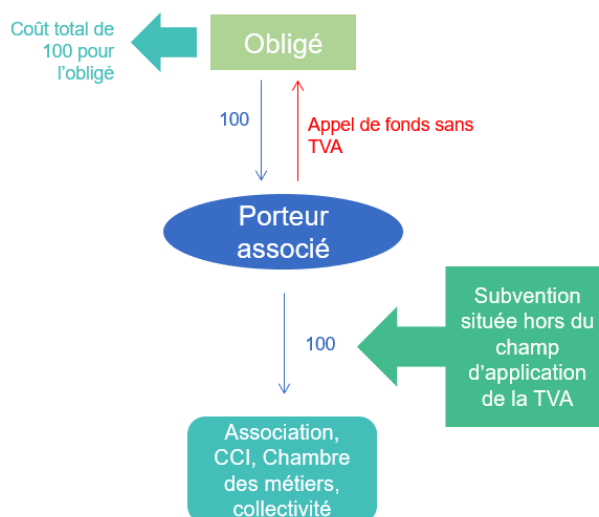 Coût total de
100 pour
l'obligé
Obligé
100
Appel de fonds sans
TVA
Porteur
associé
100
Subvention
située hors du
champ
d'application
de la TVA
Association,
CCI, Chambre
des métiers,
collectivité